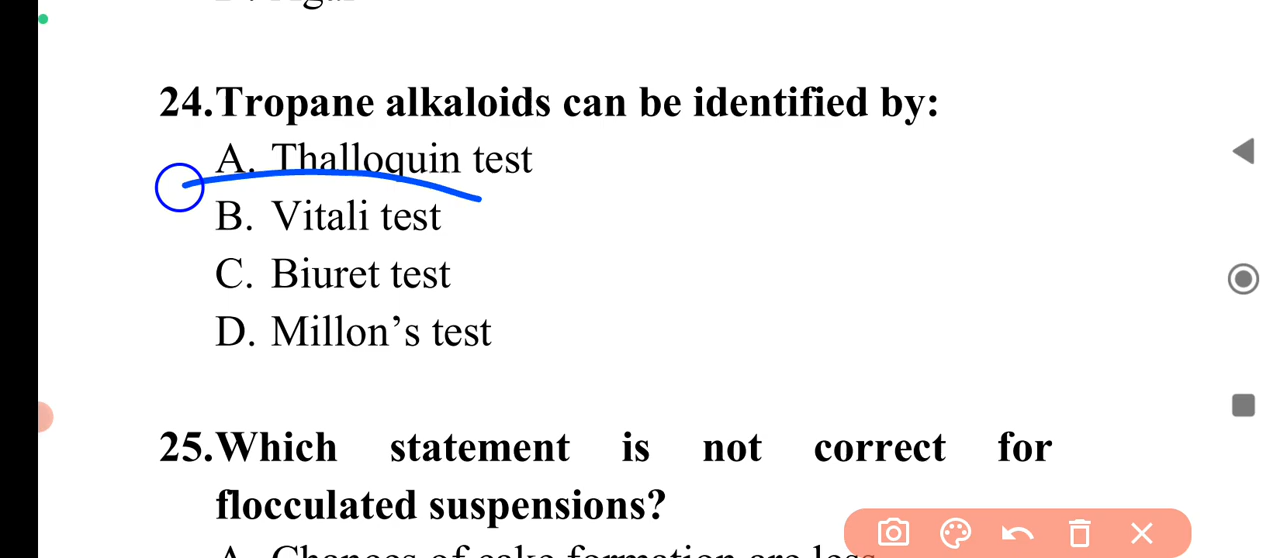 24.Tropane alkaloids can be identified by:
A. Thalloquin test
B. Vitali test
C. Biuret test
D. Millon's test
25.Which statement is not correct for
flocculated suspensions?